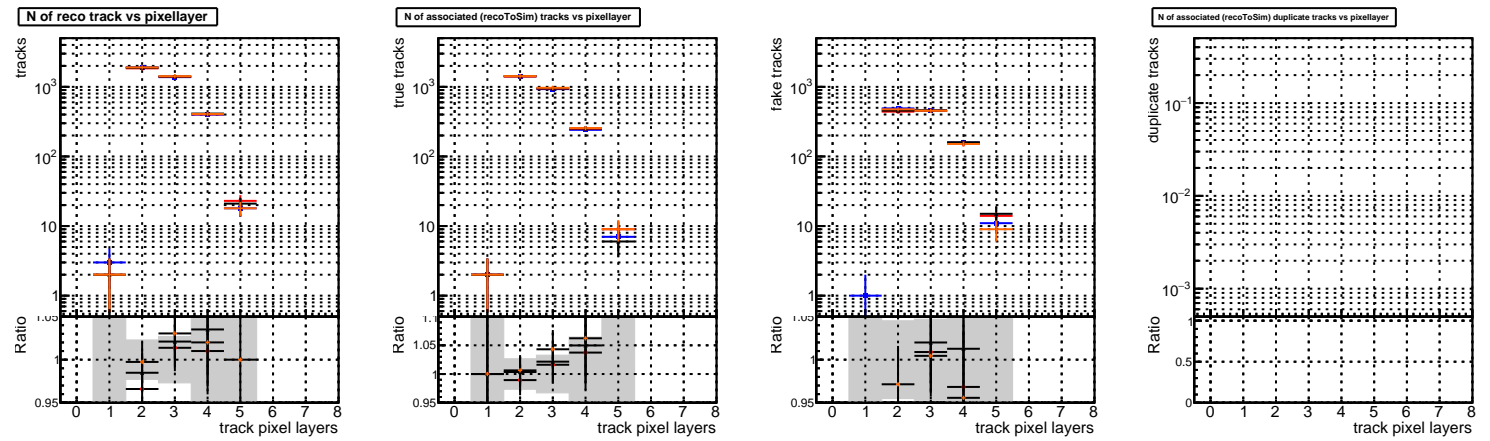 N of reco track vs pixellayer
tracks
10³
10²
10
1
Ratio
1.05
1
0.95
0 1 2 3 4 5 6 7 8
track pixel layers
N of associated (recoToSim) tracks vs pixellayer
true tracks
10³
10²
10
1
Ratio
1.1
1.05
1
0.95
0 1 2 3 4 5 6 7 8
track pixel layers
fake tracks
10³
10²
10
1
Ratio
1.05
1
0.95
0 1 2 3 4 5 6 7 8
track pixel layers
N of associated (recoToSim) duplicate tracks vs pixellayer
duplicate tracks
10⁻¹
10⁻²
10⁻³
Ratio
1
0.5
0
0 1 2 3 4 5 6 7 8
track pixel layers